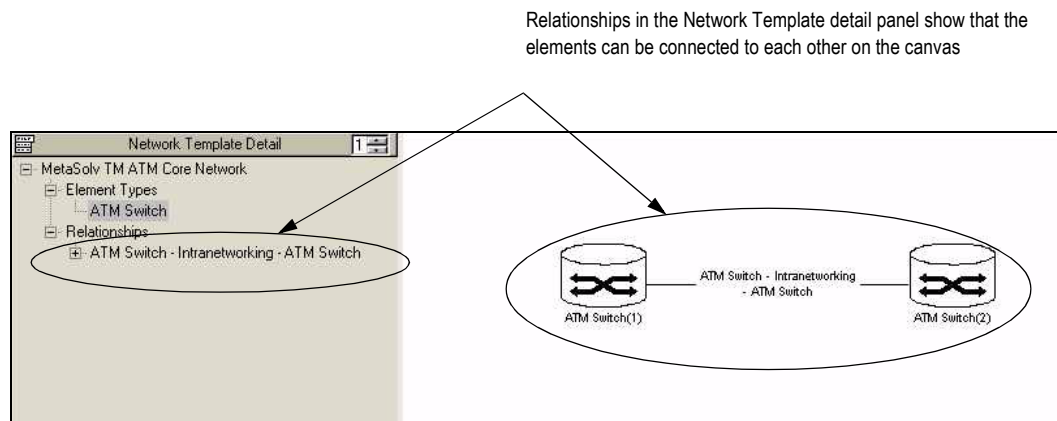 Relationships in the Network Template detail panel show that the
elements can be connected to each other on the canvas
Network Template Detail
1
MetaSolv TM ATM Core Network
Element Types
ATM Switch
Relationships
ATM Switch - Intranetworking - ATM Switch
ATM Switch - Intranetworking
- ATM Switch
ATM Switch(1)
ATM Switch(2)